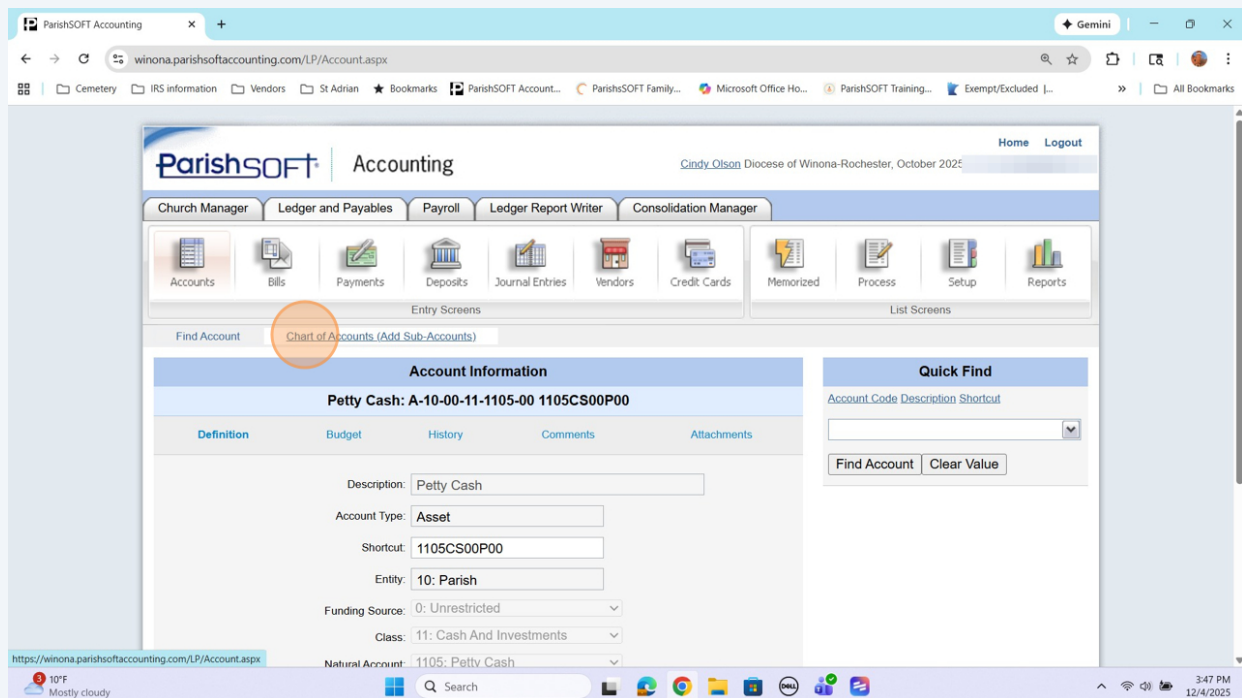 ParishSOFT Accounting
Gemini
winona.parishsoftaccounting.com/LP/Account.aspx
Cemetery IRS information Vendors St Adrian Bookmarks ParishSOFT Account... ParishsSOFT Family... Microsoft Office Ho... ParishSOFT Training... Exempt/Excluded |... » All Bookmarks
ParishSOFT Accounting
Home Logout
Cindy Olson Diocese of Winona-Rochester, October 2025
Church Manager Ledger and Payables Payroll Ledger Report Writer Consolidation Manager
Accounts Bills Payments Deposits Journal Entries Vendors Credit Cards Memorized Process Setup Reports
Entry Screens List Screens
Find Account Chart of Accounts (Add Sub-Accounts)
Account Information
Petty Cash: A-10-00-11-1105-00 1105CS00P00
Definition Budget History Comments Attachments
Description: Petty Cash
Account Type: Asset
Shortcut: 1105CS00P00
Entity: 10: Parish
Funding Source: 0: Unrestricted
Class: 11: Cash And Investments
Natural Account: 1105: Petty Cash
Quick Find
Account Code Description Shortcut
Find Account Clear Value
https://winona.parishsoftaccounting.com/LP/Account.aspx
3
10°F
Mostly cloudy
Search
DELL
3:47 PM
12/4/2025